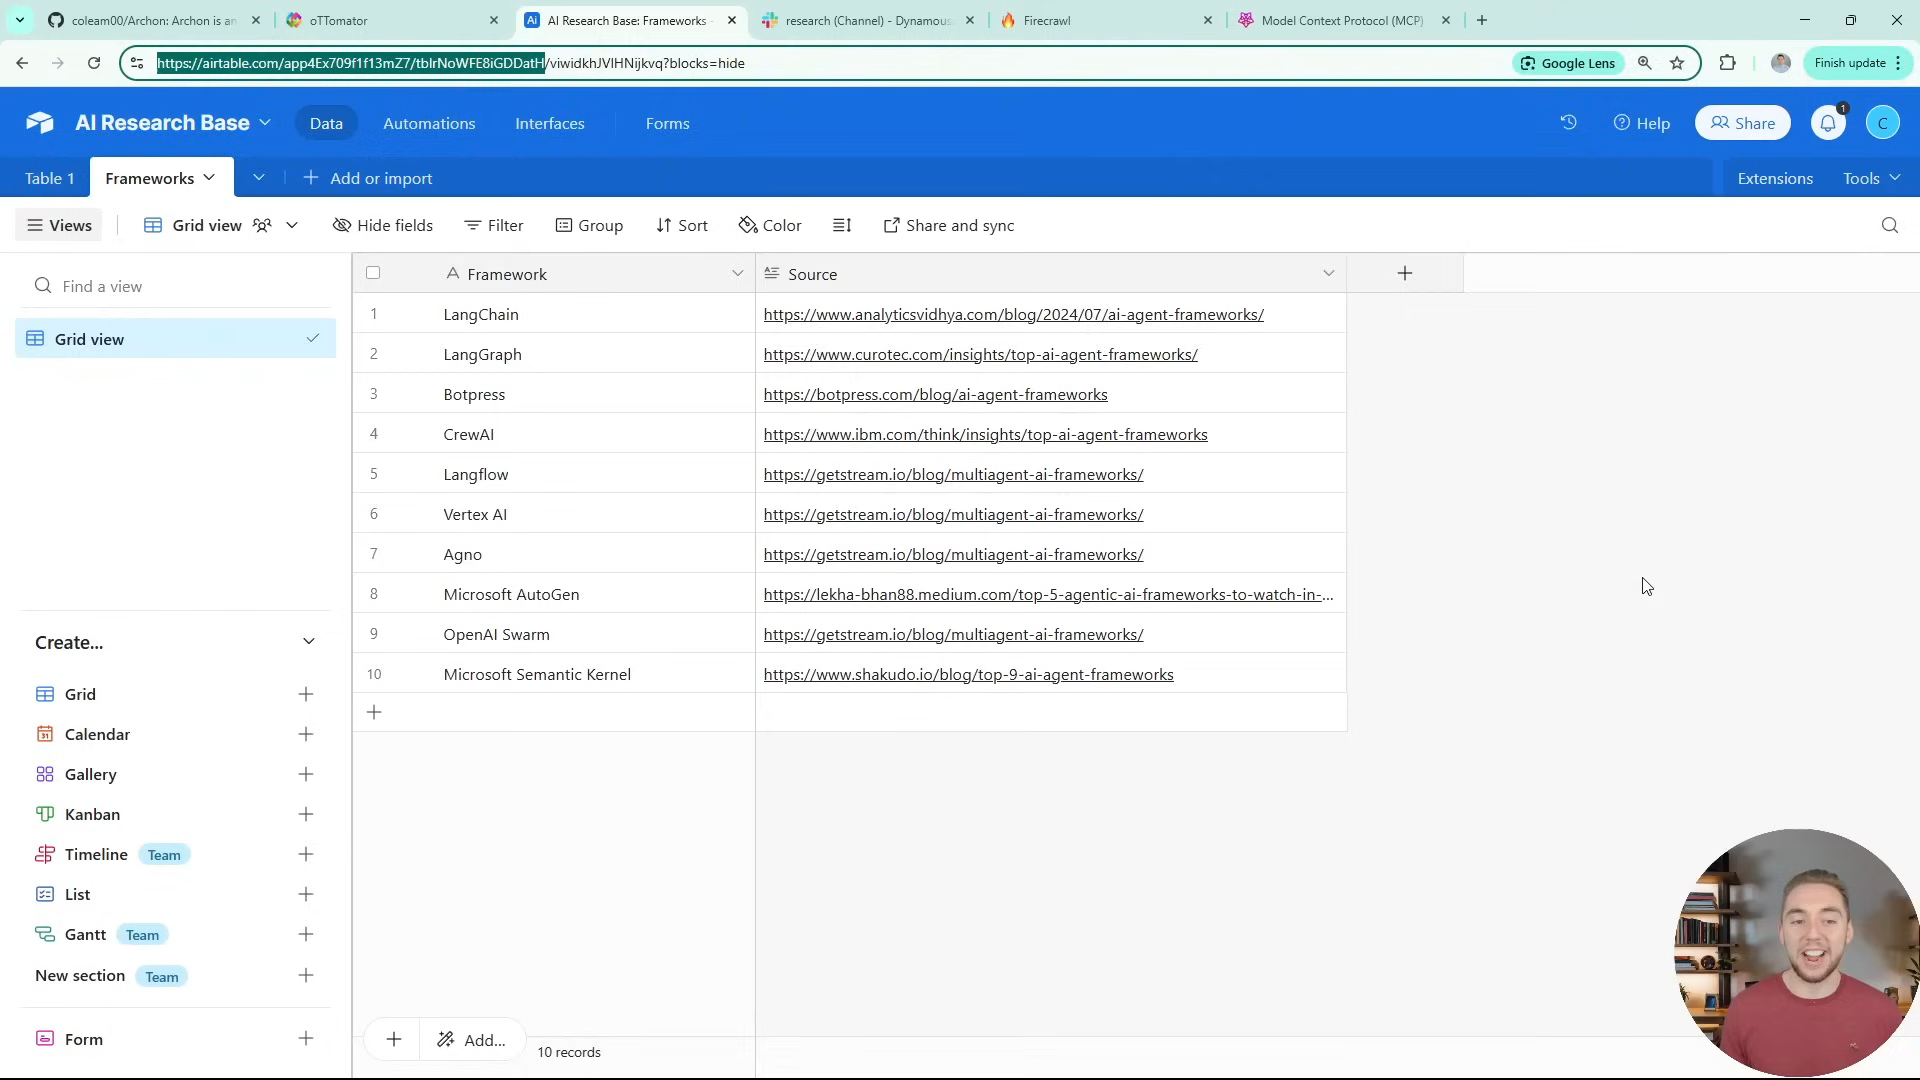 coleam00/Archon: Archon is an
oTTomator
AI Research Base: Frameworks -
research (Channel) - Dynamous
Firecrawl
Model Context Protocol (MCP)
https://airtable.com/app4Ex709f1f13mZ7/tblrNoWFE8iGDDatH/viwidkhJVlHNijkvq?blocks=hide
Google Lens
Finish update
AI Research Base
Data
Automations
Interfaces
Forms
Help
Share
1
C
Table 1
Frameworks
Add or import
Extensions
Tools
Views
Grid view
Hide fields
Filter
Group
Sort
Color
Share and sync
Find a view
Grid view
Framework
Source
1 LangChain https://www.analyticsvidhya.com/blog/2024/07/ai-agent-frameworks/
2 LangGraph https://www.curotec.com/insights/top-ai-agent-frameworks/
3 Botpress https://botpress.com/blog/ai-agent-frameworks
4 CrewAI https://www.ibm.com/think/insights/top-ai-agent-frameworks
5 Langflow https://getstream.io/blog/multiagent-ai-frameworks/
6 Vertex AI https://getstream.io/blog/multiagent-ai-frameworks/
7 Agno https://getstream.io/blog/multiagent-ai-frameworks/
8 Microsoft AutoGen https://lekha-bhan88.medium.com/top-5-agentic-ai-frameworks-to-watch-in-...
9 OpenAI Swarm https://getstream.io/blog/multiagent-ai-frameworks/
10 Microsoft Semantic Kernel https://www.shakudo.io/blog/top-9-ai-agent-frameworks
Create...
Grid
Calendar
Gallery
Kanban
Timeline Team
List
Gantt Team
New section Team
Form
Add...
10 records